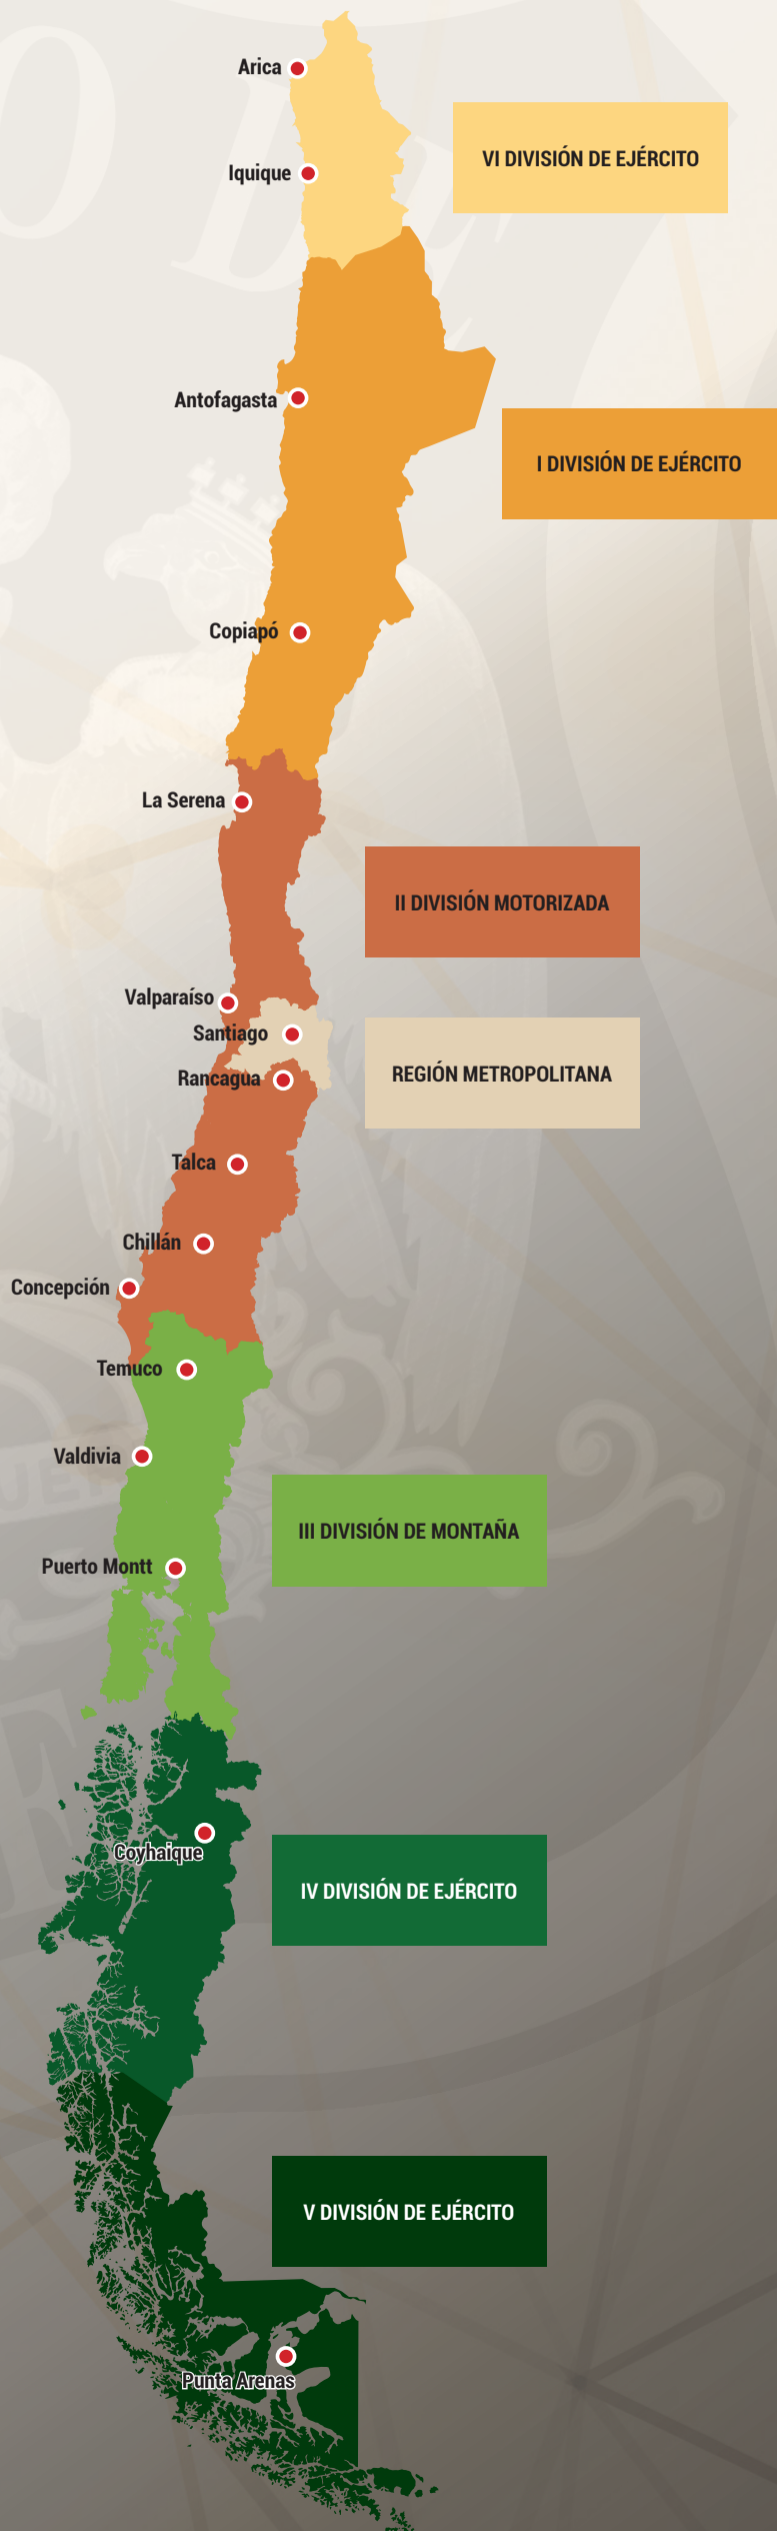 Arica
VI DIVISIÓN DE EJÉRCITO
Iquique
Antofagasta
I DIVISIÓN DE EJÉRCITO
Copiapó
La Serena
II DIVISIÓN MOTORIZADA
Valparaíso
Santiago
REGIÓN METROPOLITANA
Rancagua
Talca
Chillán
Concepción
Temuco
Valdivia
III DIVISIÓN DE MONTAÑA
Puerto Montt
Coyhaique
IV DIVISIÓN DE EJÉRCITO
V DIVISIÓN DE EJÉRCITO
Punta Arenas